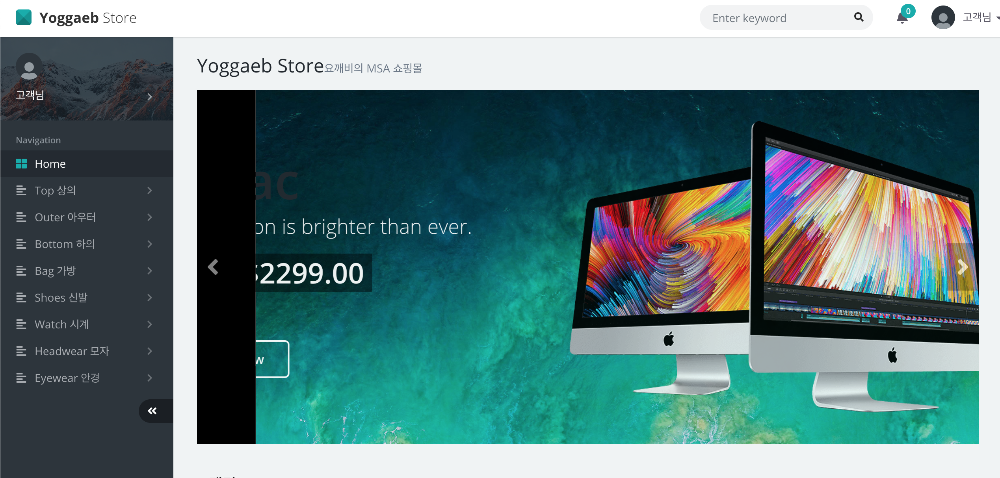 Yoggaeb Store
Enter keyword
0
고객님
고객님
Navigation
Home
Top 상의
Outer 아우터
Bottom 하의
Bag 가방
Shoes 신발
Watch 시계
Headwear 모자
Eyewear 안경
Yoggaeb Store요깨비의 MSA 쇼핑몰
ac
on is brighter than ever.
$2299.00
w